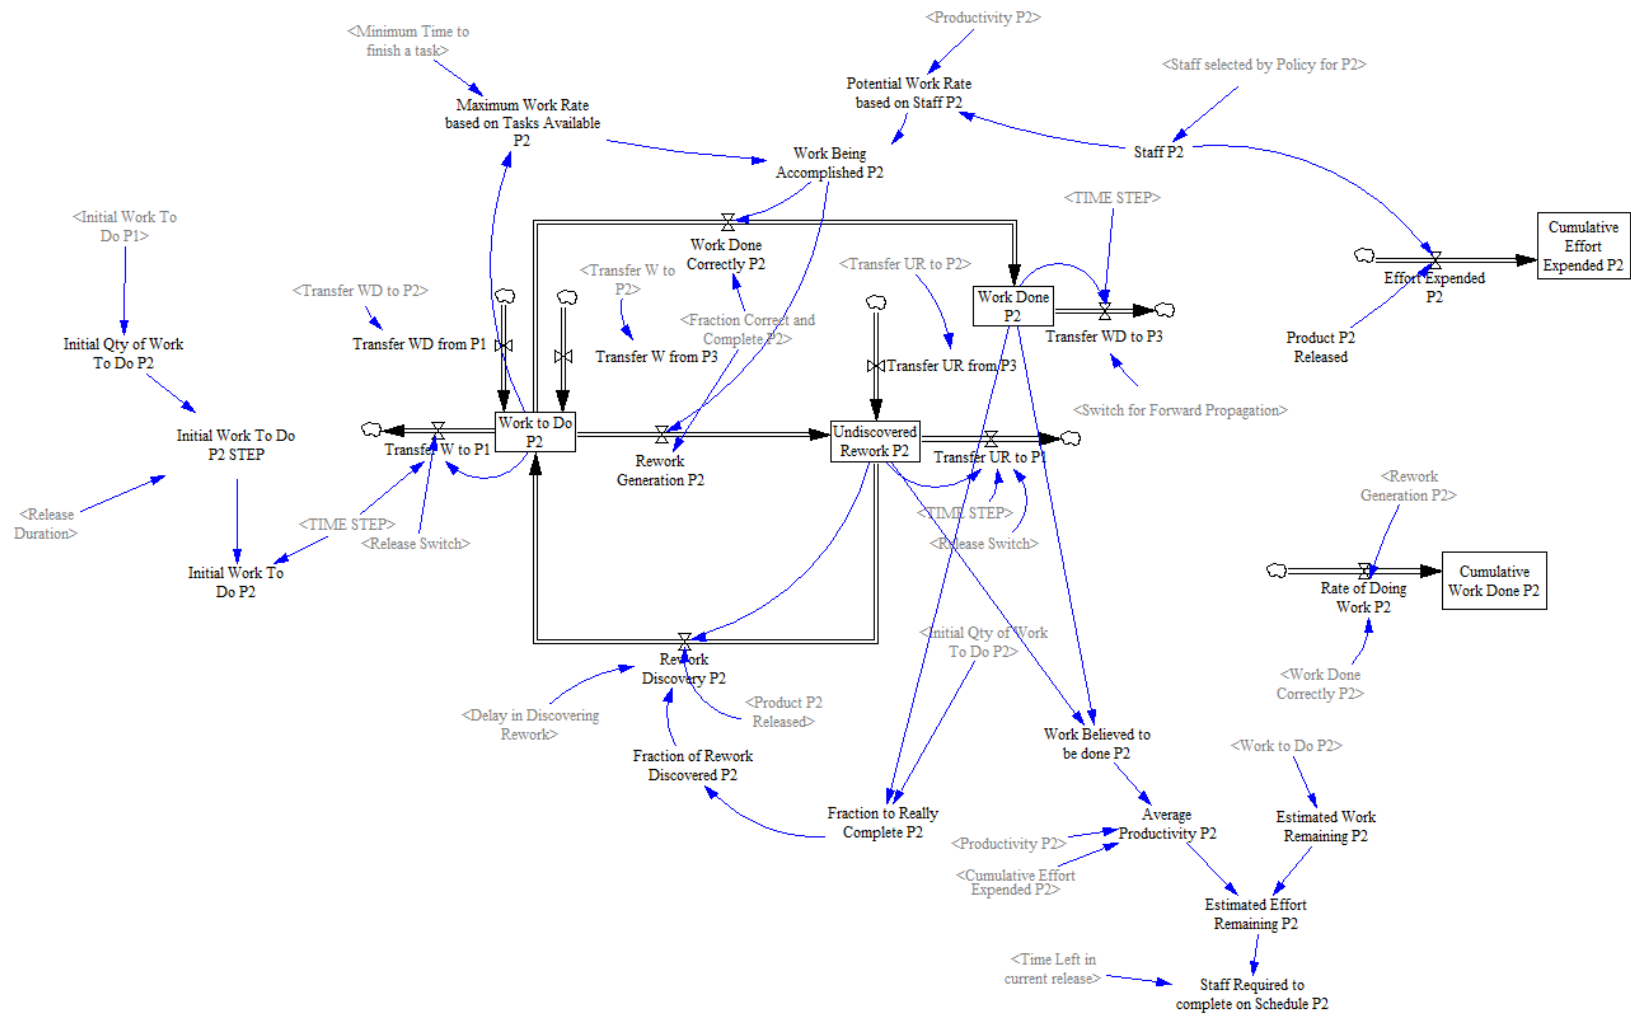 <Productivity P2>
<Minimum Time to
finish a task>
<Staff selected by Policy for P2>
Potential Work Rate
based on Staff P2
Maximum Work Rate
based on Tasks Available
P2
Staff P2
Work Being
Accomplished P2
<TIME STEP>
<Initial Work To
Do P1>
Cumulative
Effort
Expended P2
Work Done
Correctly P2
<Transfer W to
P2>
<Transfer UR to P2>
Effort Expended
P2
<Transfer WD to P2>
Work Done
P2
<Fraction Correct and
Complete P2>
Transfer WD to P3
Product P2
Released
Initial Qty of Work
To Do P2
Transfer WD from P1
Transfer W from P3
Transfer UR from P3
<Switch for Forward Propagation>
Work to Do
P2
Undiscovered
Rework P2
Initial Work To Do
P2 STEP
Transfer W to P1
Rework
Generation P2
Transfer UR to P1
<Rework
Generation P2>
<Release
Duration>
<TIME STEP>
<Release Switch>
<TIME STEP>
<Release Switch>
Initial Work To
Do P2
Rate of Doing
Work P2
Cumulative
Work Done P2
<Initial Qty of Work
To Do P2>
Rework
Discovery P2
<Work Done
Correctly P2>
<Delay in Discovering
Rework>
<Product P2
Released>
Work Believed to
be done P2
<Work to Do P2>
Fraction of Rework
Discovered P2
Fraction to Really
Complete P2
Average
Productivity P2
Estimated Work
Remaining P2
<Productivity P2>
<Cumulative Effort
Expended P2>
Estimated Effort
Remaining P2
<Time Left in
current release>
Staff Required to
complete on Schedule P2